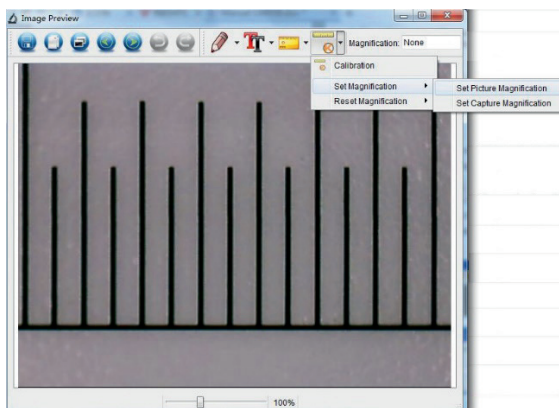 Image Preview
Magnification: None
Calibration
Set Magnification
Set Picture Magnification
Reset Magnification
Set Capture Magnification
100%